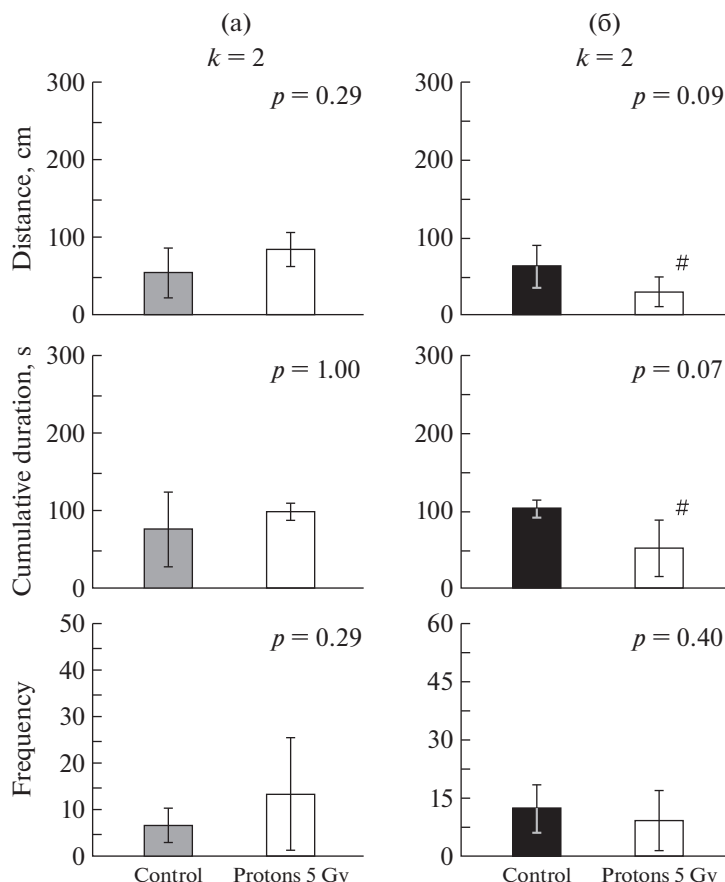 (а) (б)
k = 2 k = 2
300 p = 0.29 300 p = 0.09
200 200
Distance, cm
100 100 #
0 0
300 p = 1.00 300 p = 0.07
200 200
Cumulative duration, s
100 100 #
0 0
50 p = 0.29 60 p = 0.40
40 45
30 30
Frequency
20 15
10
0 0
Control Protons 5 Gy Control Protons 5 Gy